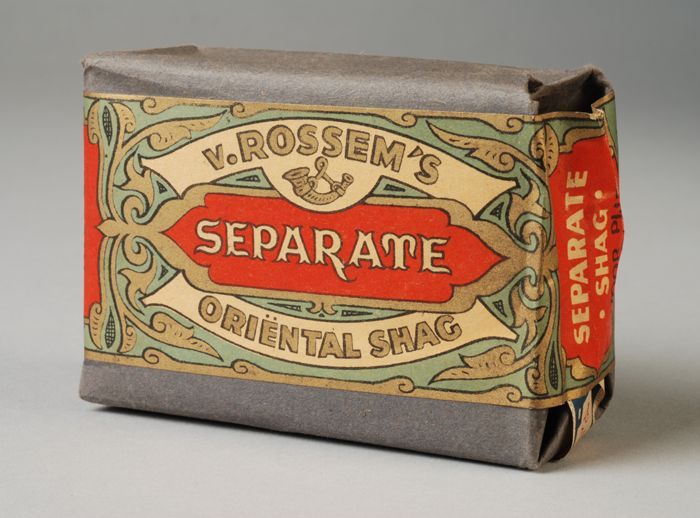 v. ROSSEM'S
SEPARATE
ORIËNTAL SHAG
SEPARATE
• SHAG •